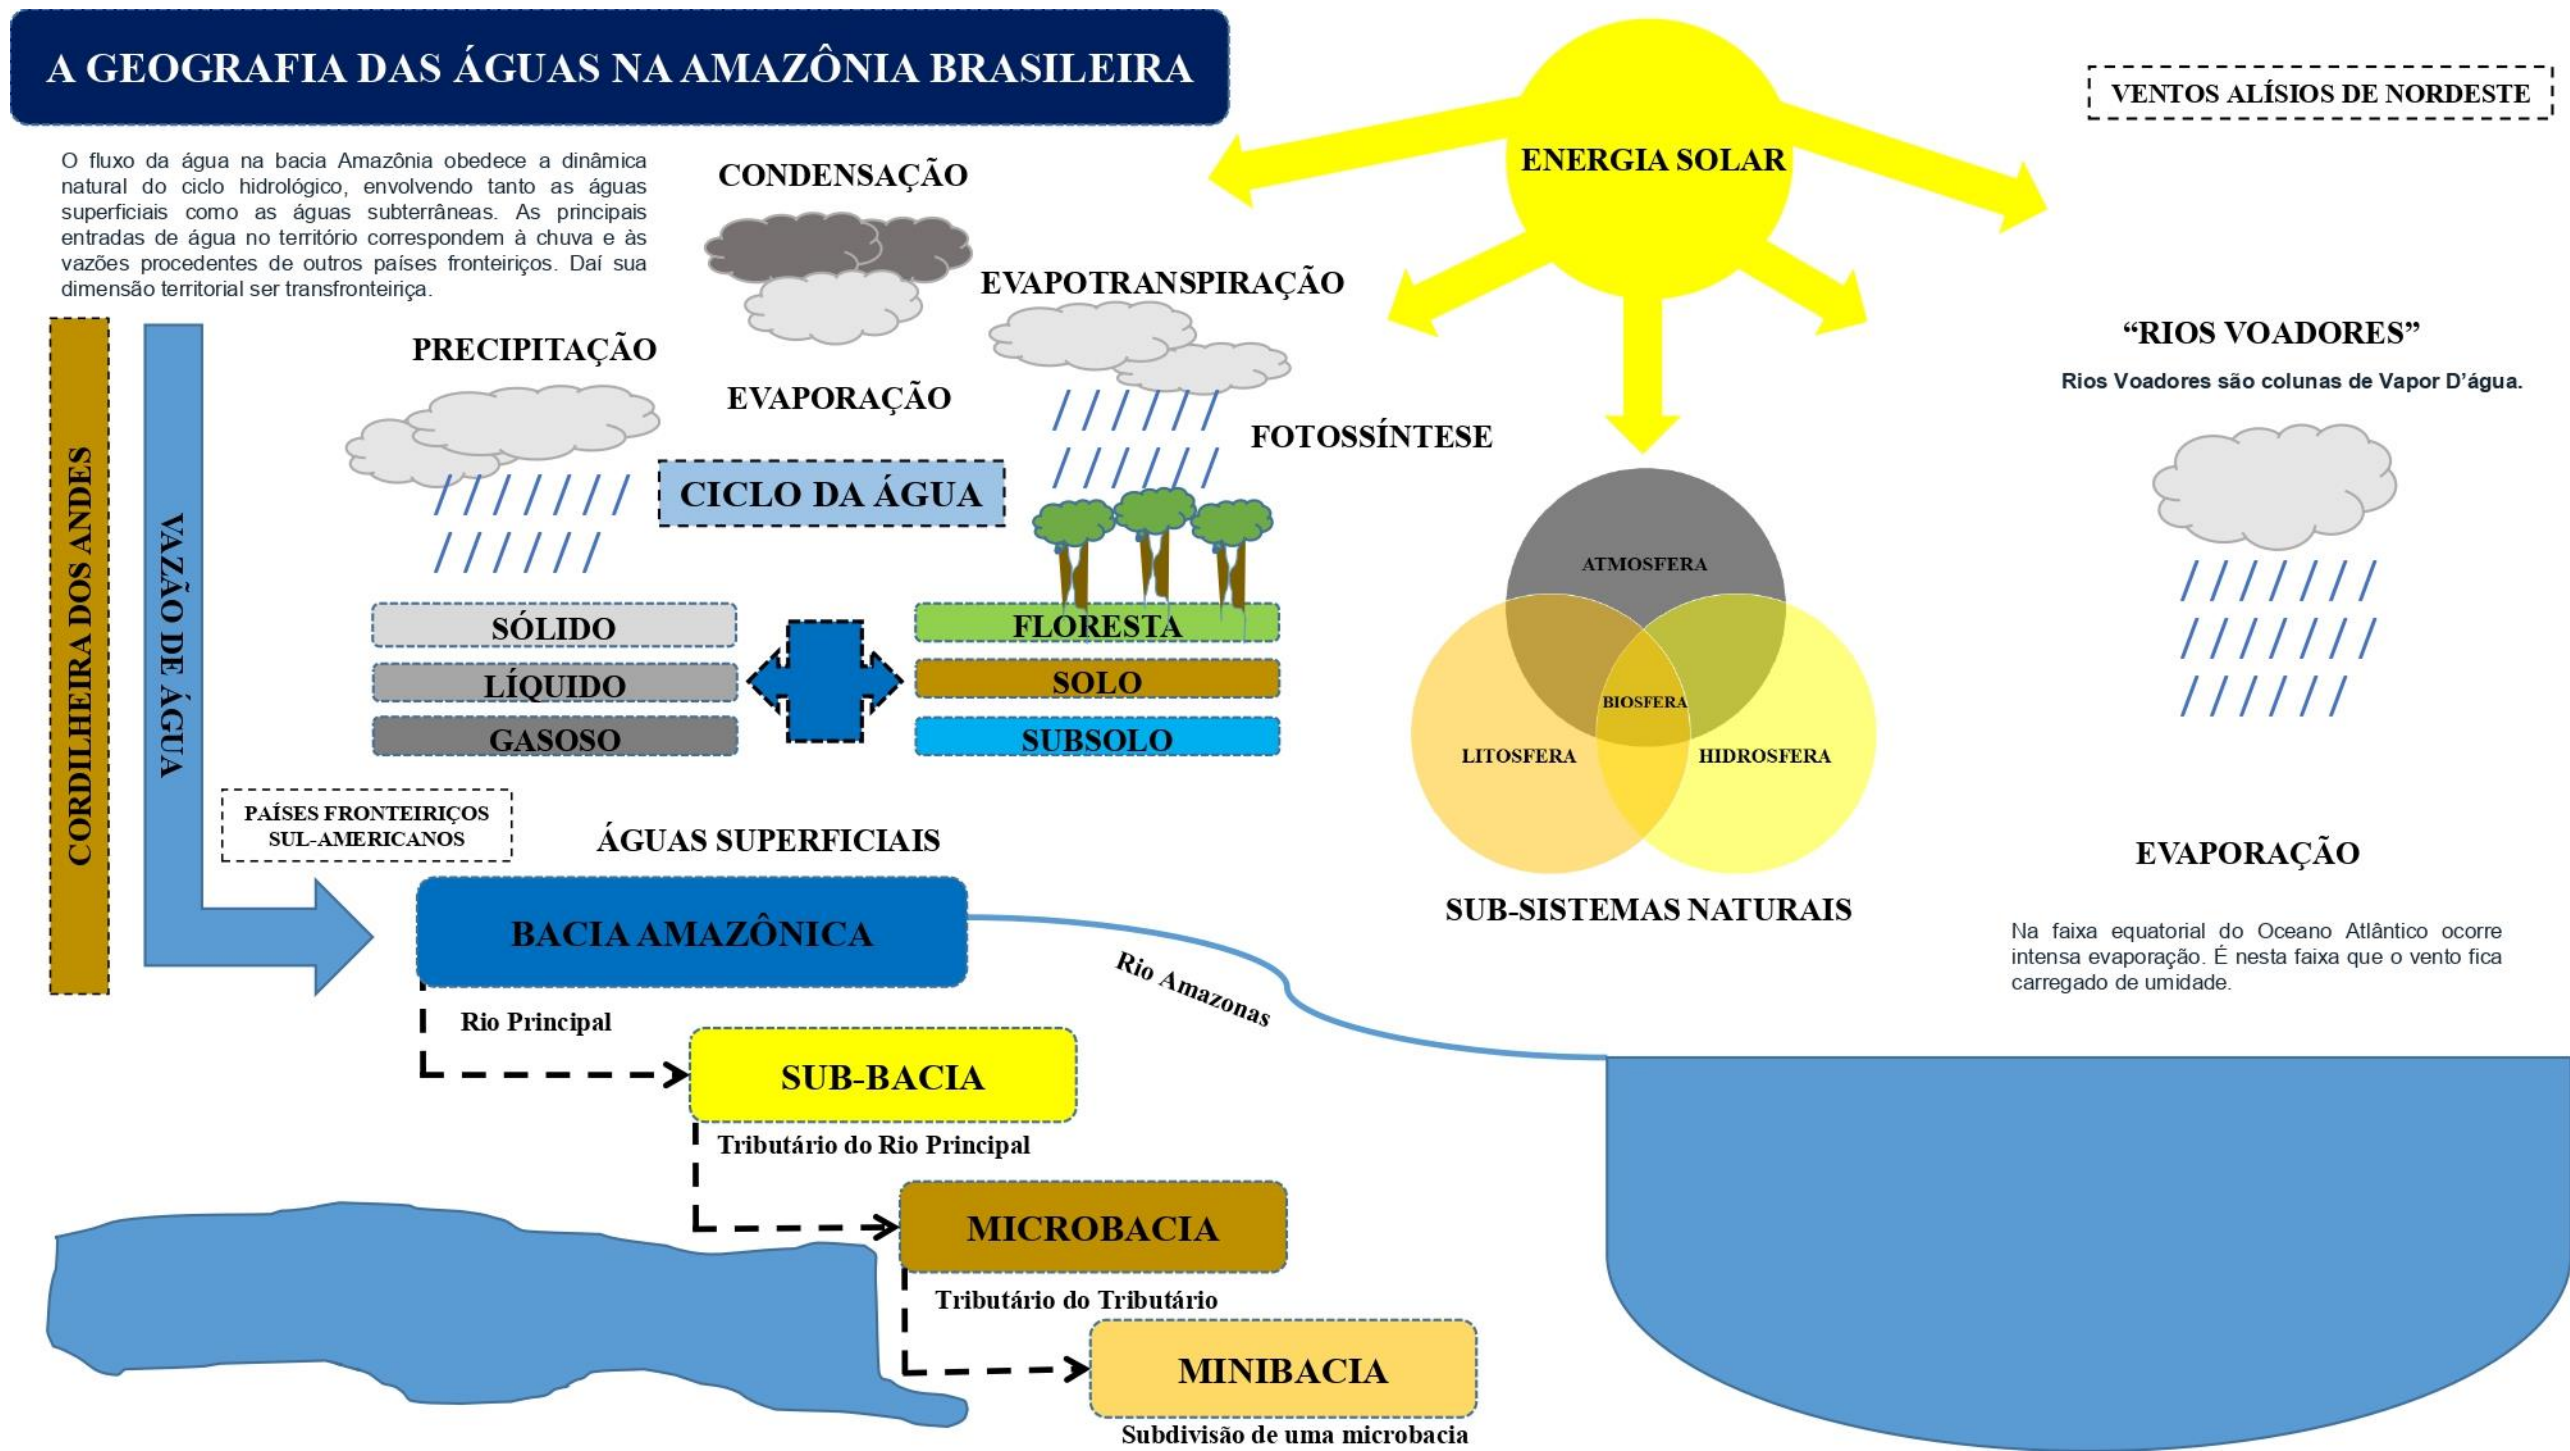 A GEOGRAFIA DAS ÁGUAS NA AMAZÔNIA BRASILEIRA
O fluxo da água na bacia Amazônia obedece a dinâmica
natural do ciclo hidrológico, envolvendo tanto as águas
superficiais como as águas subterrâneas. As principais
entradas de água no território correspondem à chuva e às
vazões procedentes de outros países fronteiriços. Daí sua
dimensão territorial ser transfronteiriça.
CONDENSAÇÃO
EVAPOTRANSPIRAÇÃO
PRECIPITAÇÃO
EVAPORAÇÃO
FOTOSSÍNTESE
CICLO DA ÁGUA
ENERGIA SOLAR
VENTOS ALÍSIOS DE NORDESTE
“RIOS VOADORES”
Rios Voadores são colunas de Vapor D’água.
CORDILHEIRA DOS ANDES
VAZÃO DE ÁGUA
SÓLIDO
LÍQUIDO
GASOSO
FLORESTA
SOLO
SUBSOLO
ATMOSFERA
BIOSFERA
LITOSFERA
HIDROSFERA
SUB-SISTEMAS NATURAIS
PAÍSES FRONTEIRIÇOS
SUL-AMERICANOS
ÁGUAS SUPERFICIAIS
BACIA AMAZÔNICA
Rio Amazonas
EVAPORAÇÃO
Na faixa equatorial do Oceano Atlântico ocorre
intensa evaporação. É nesta faixa que o vento fica
carregado de umidade.
Rio Principal
SUB-BACIA
Tributário do Rio Principal
MICROBACIA
Tributário do Tributário
MINIBACIA
Subdivisão de uma microbacia